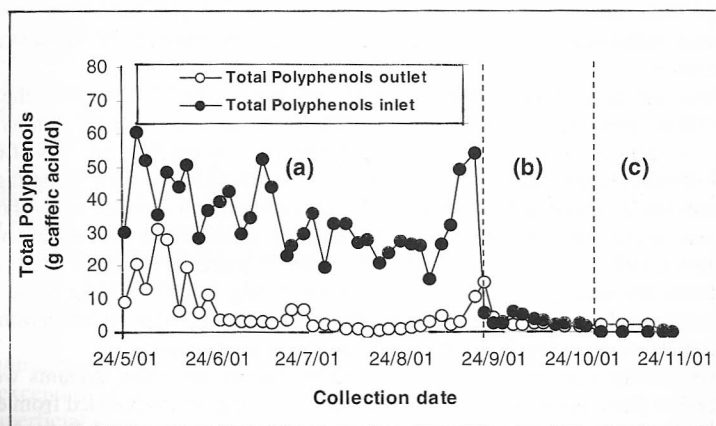 Total Polyphenols
(g caffeic acid/d)
80
70
60
50
40
30
20
10
0
Total Polyphenols outlet
Total Polyphenols inlet
(a)
(b)
(c)
24/5/01
24/6/01
24/7/01
24/8/01
24/9/01
24/10/01
24/11/01
Collection date